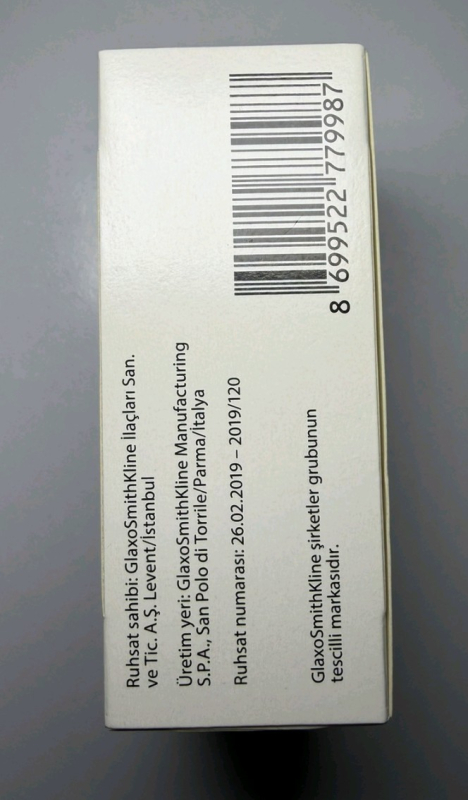 Ruhsat sahibi: GlaxoSmithKline İlaçları San.
ve Tic. A.Ş. Levent/İstanbul
Üretim yeri: GlaxoSmithKline Manufacturing
S.P.A., San Polo di Torrile/Parma/İtalya
Ruhsat numarası: 26.02.2019 – 2019/120
GlaxoSmithKline şirketler grubunun
tescilli markasıdır.
8 699522 779987